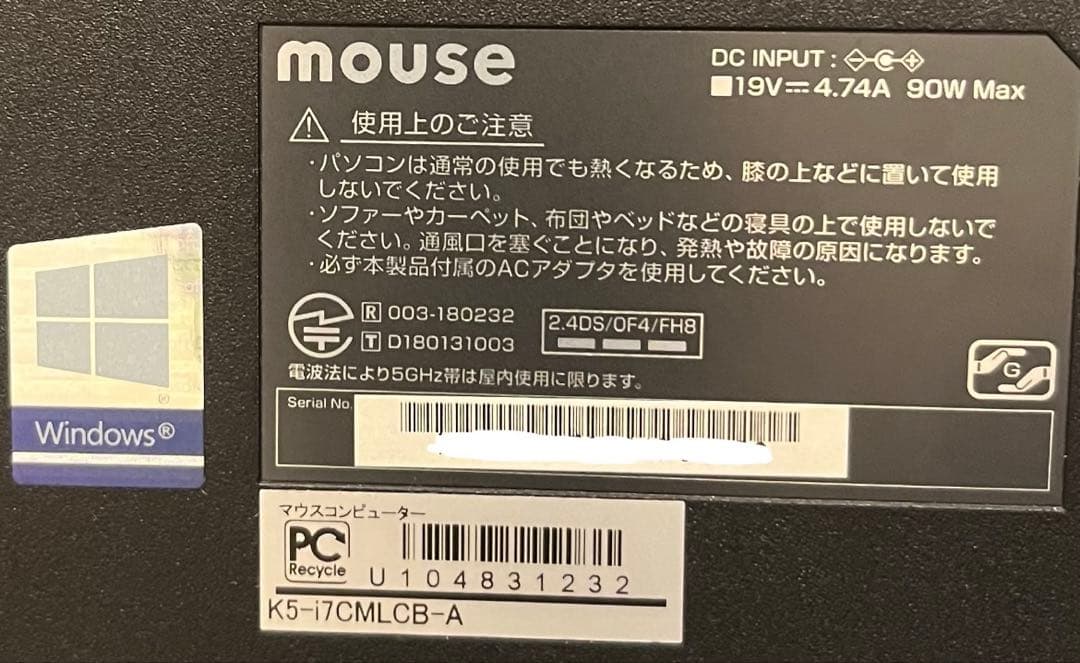 mouse
DC INPUT :
19V 4.74A 90W Max
使用上のご注意
・パソコンは通常の使用でも熱くなるため、膝の上などに置いて使用
しないでください。
・ソファーやカーペット、布団やベッドなどの寝具の上で使用しないで
ください。通風口を塞ぐことになり、発熱や故障の原因になります。
・必ず本製品付属のACアダプタを使用してください。
R 003-180232
T D180131003
2.4DS/OF4/FH8
電波法により5GHz帯は屋内使用に限ります。
G
Serial No.
Windows®
マウスコンピューター
PC
Recycle
U104831232
K5-i7CMLCB-A